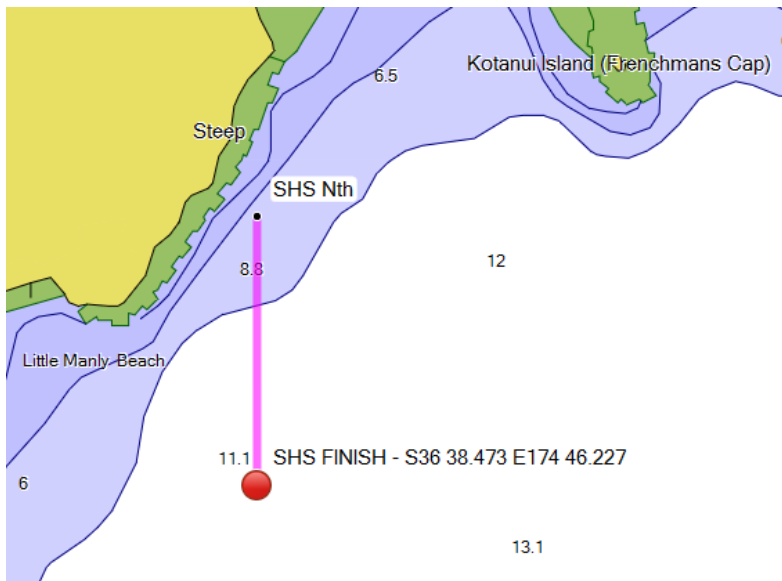 6.5
Kotanui Island (Frenchmans Cap)
Steep
SHS Nth
8.8
12
Little Manly Beach
11.1
SHS FINISH - S36 38.473 E174 46.227
6
13.1